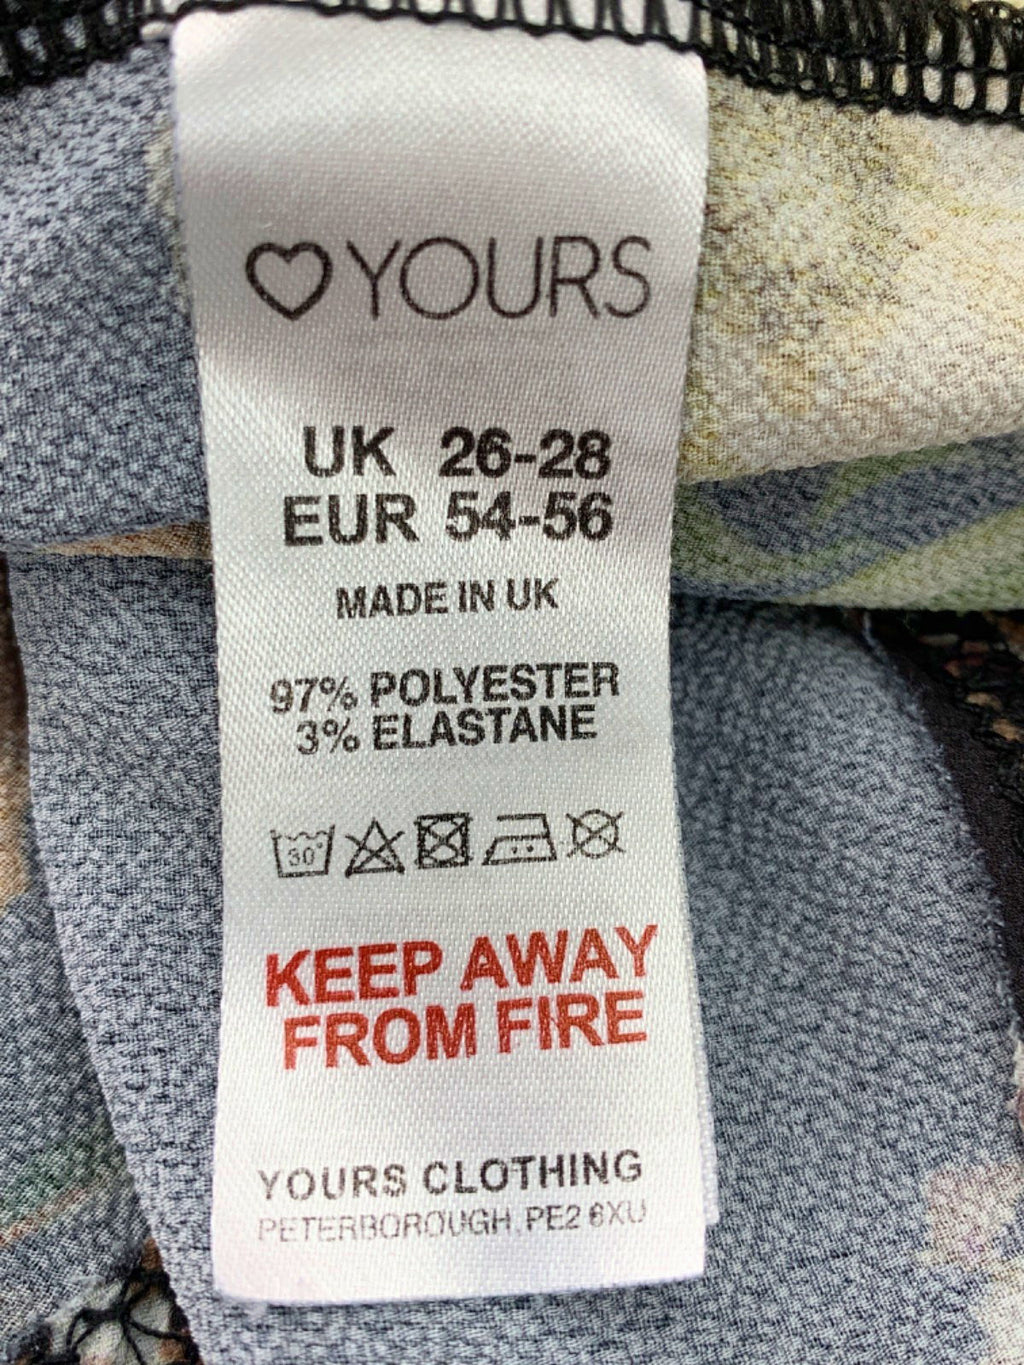 YOURS
UK 26-28
EUR 54-56
MADE IN UK
97% POLYESTER
3% ELASTANE
30°
KEEP AWAY
FROM FIRE
YOURS CLOTHING
PETERBOROUGH, PE2 6XU